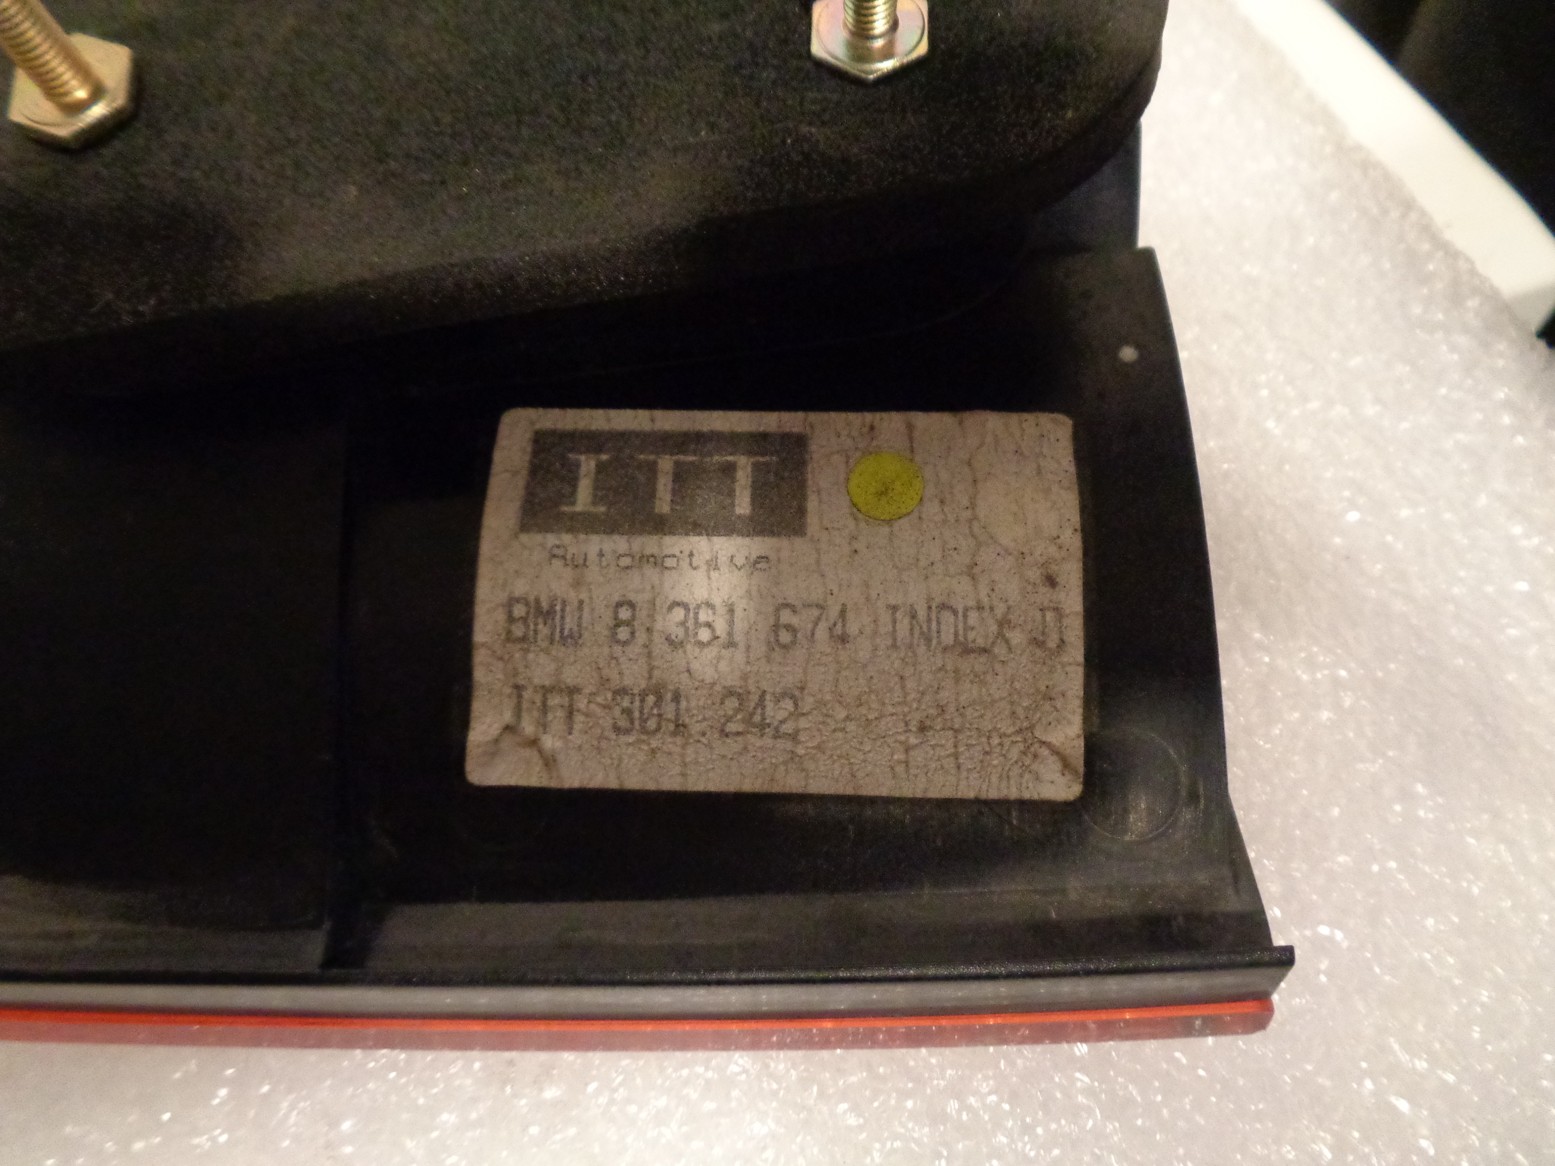 ITT
Automotive
BMW 8 361 674 INDEX D
ITT 301 242